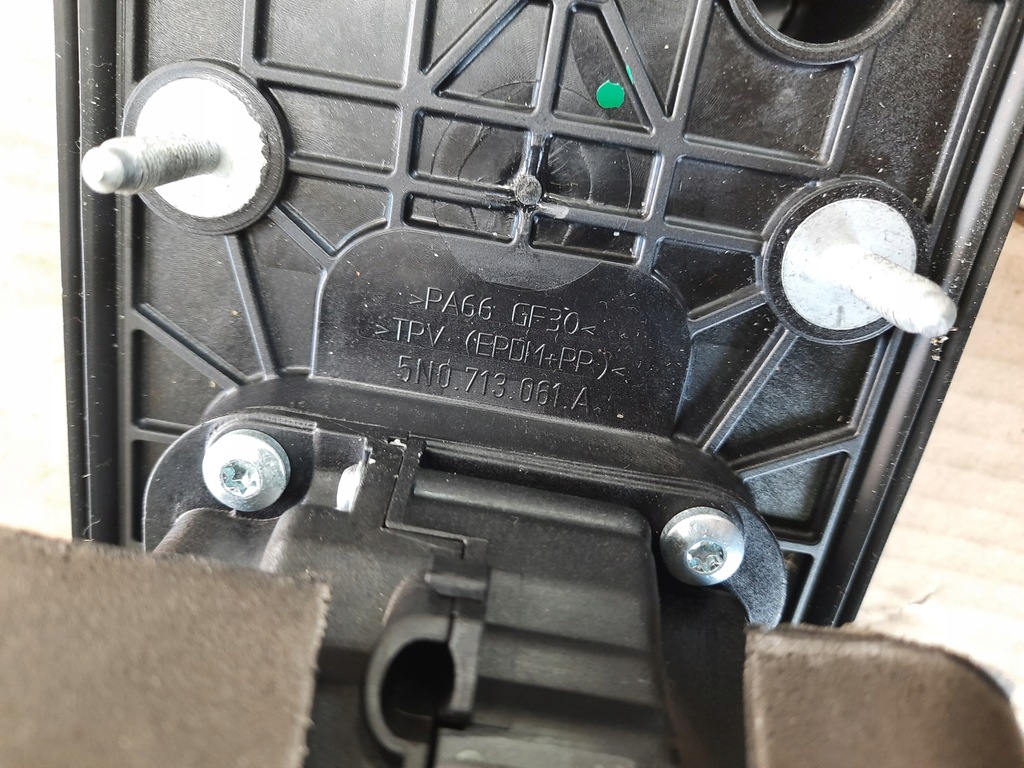 >PA66 GF30<
>TPV (EPDM+PP)<
5N0.713.061.A